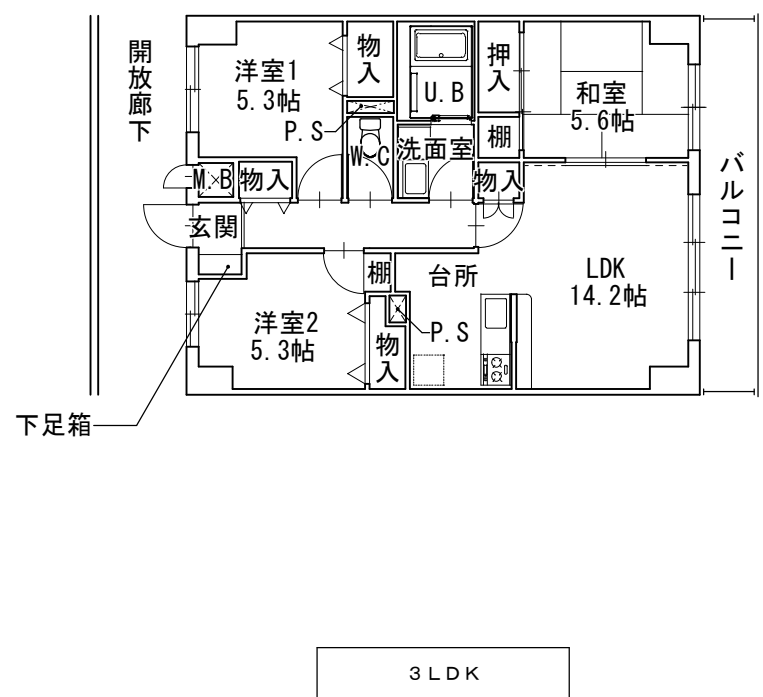 開放廊下
洋室1
5.3帖
物入
P.S
U.B
押入
和室
5.6帖
W.C
洗面室
棚
M.B
物入
物入
バルコニー
玄関
棚
台所
LDK
14.2帖
洋室2
5.3帖
P.S
物入
下足箱
3LDK